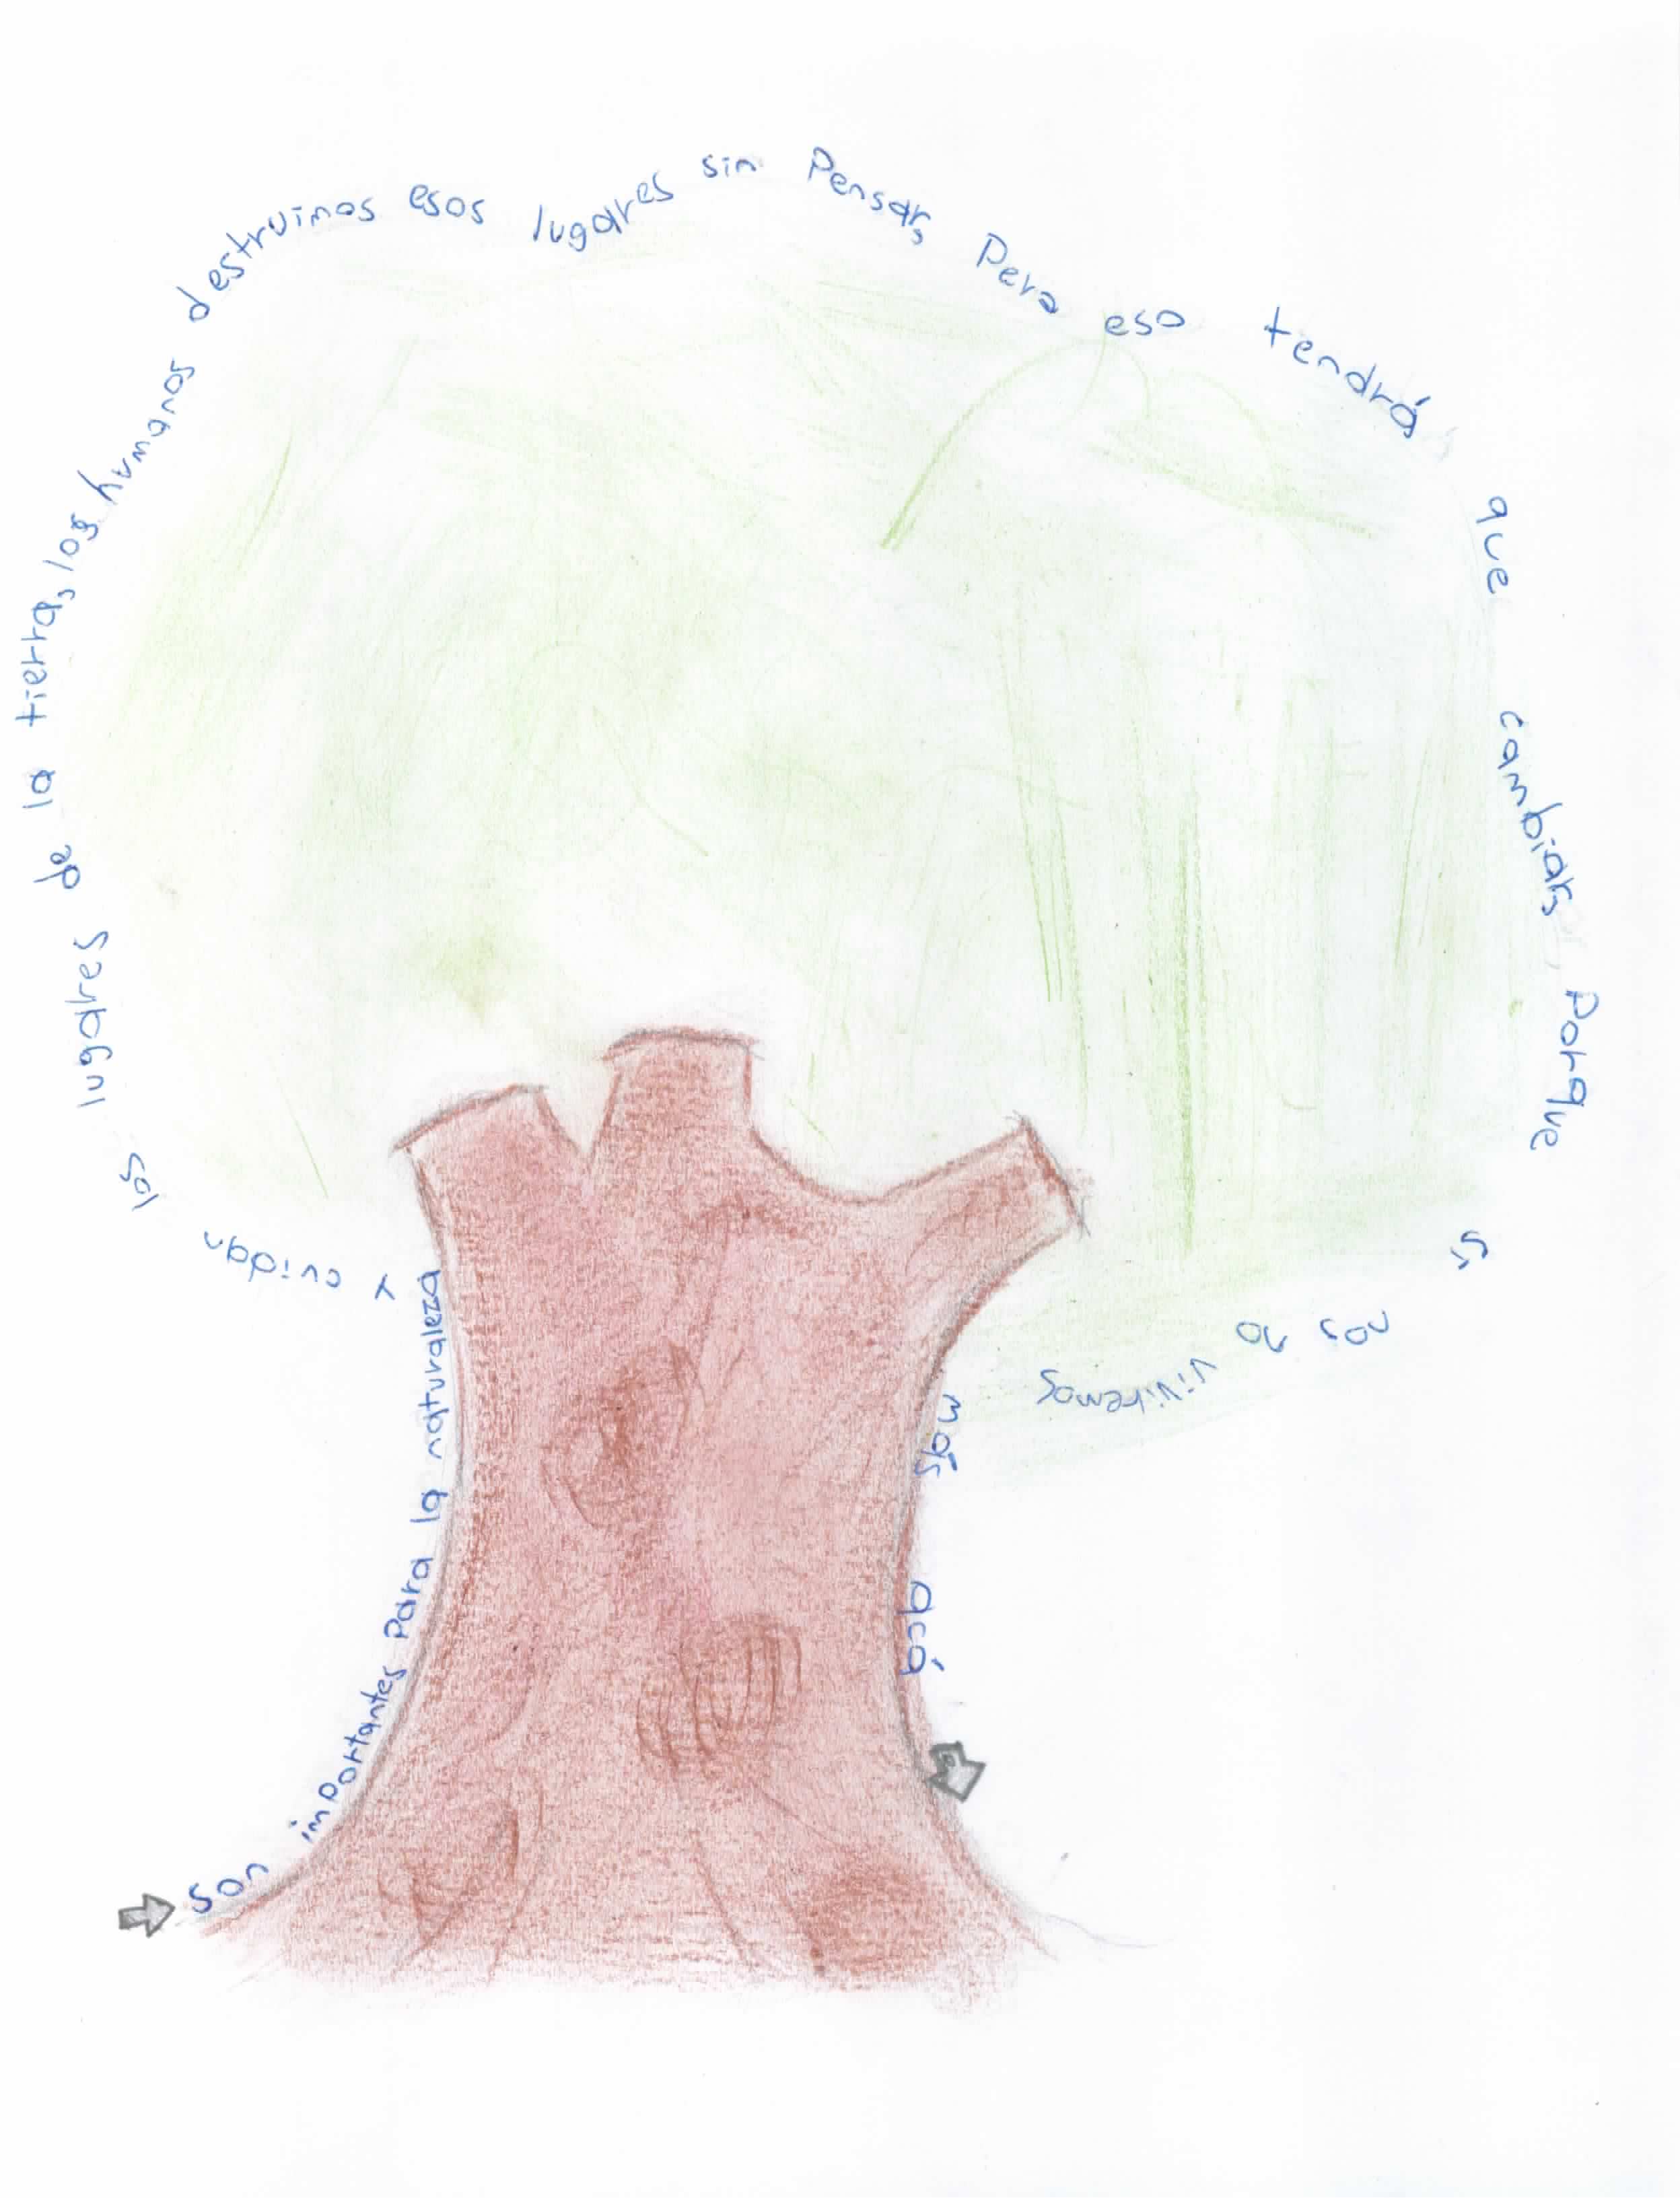 Son importantes para la naturaleza
y cuidan los lugares de la tierra, los humanos destruimos esos lugares sin pensar, pero eso tendrá que cambiar, porque si nos no viviremos
más acá